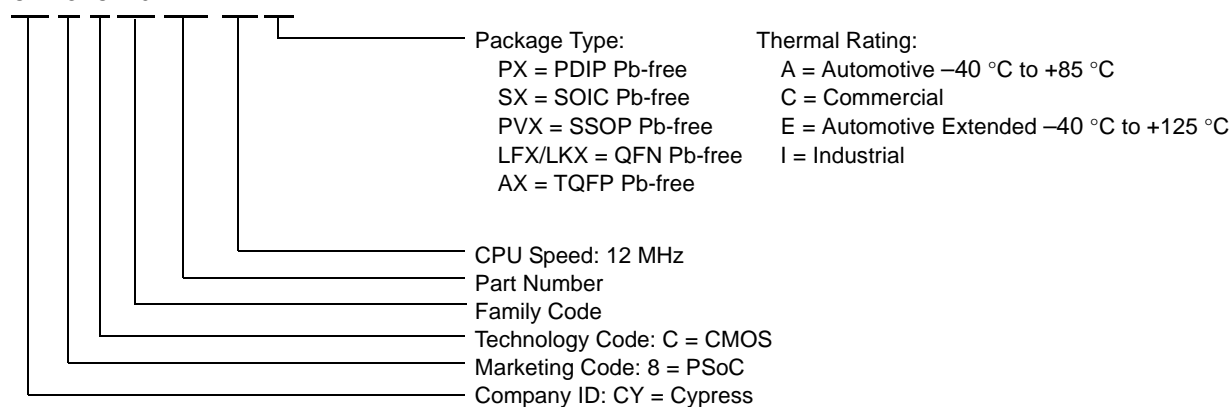 Package Type:
PX = PDIP Pb-free
SX = SOIC Pb-free
PVX = SSOP Pb-free
LFX/LKX = QFN Pb-free
AX = TQFP Pb-free
Thermal Rating:
A = Automotive –40 °C to +85 °C
C = Commercial
E = Automotive Extended –40 °C to +125 °C
I = Industrial
CPU Speed: 12 MHz
Part Number
Family Code
Technology Code: C = CMOS
Marketing Code: 8 = PSoC
Company ID: CY = Cypress